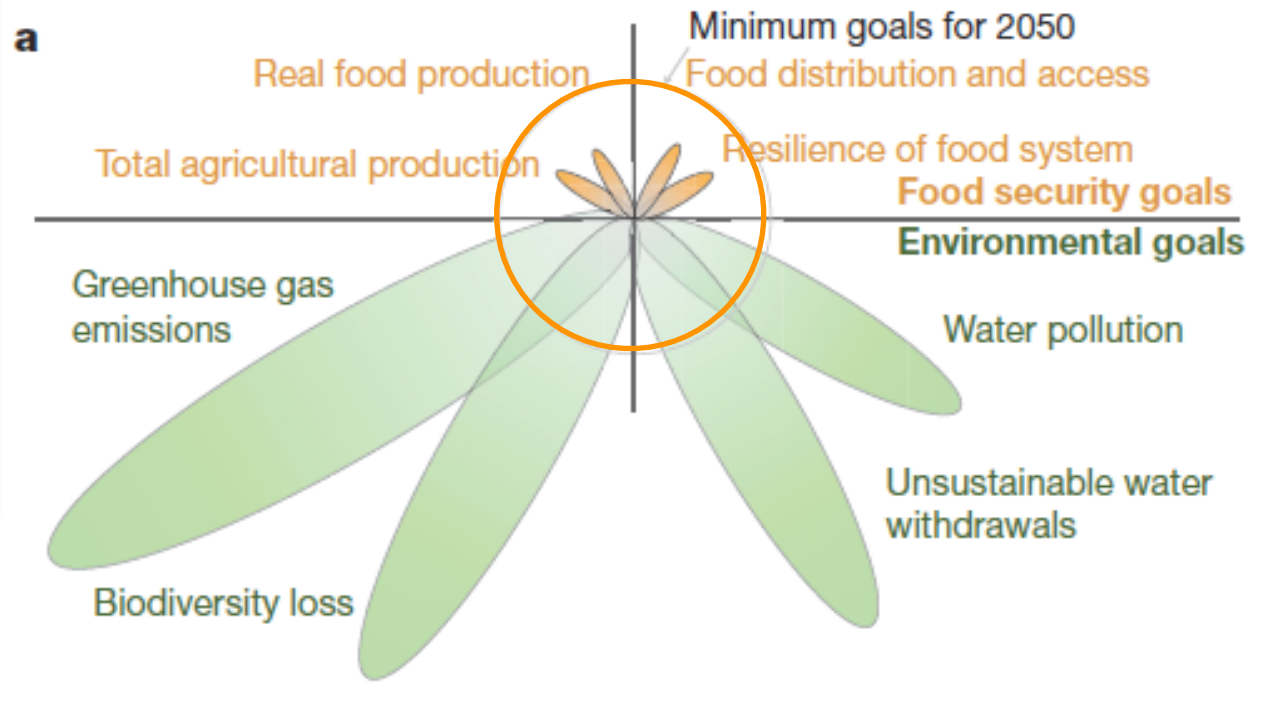 a
Minimum goals for 2050
Real food production
Food distribution and access
Total agricultural production
Resilience of food system
Food security goals
Environmental goals
Greenhouse gas
emissions
Water pollution
Unsustainable water
withdrawals
Biodiversity loss